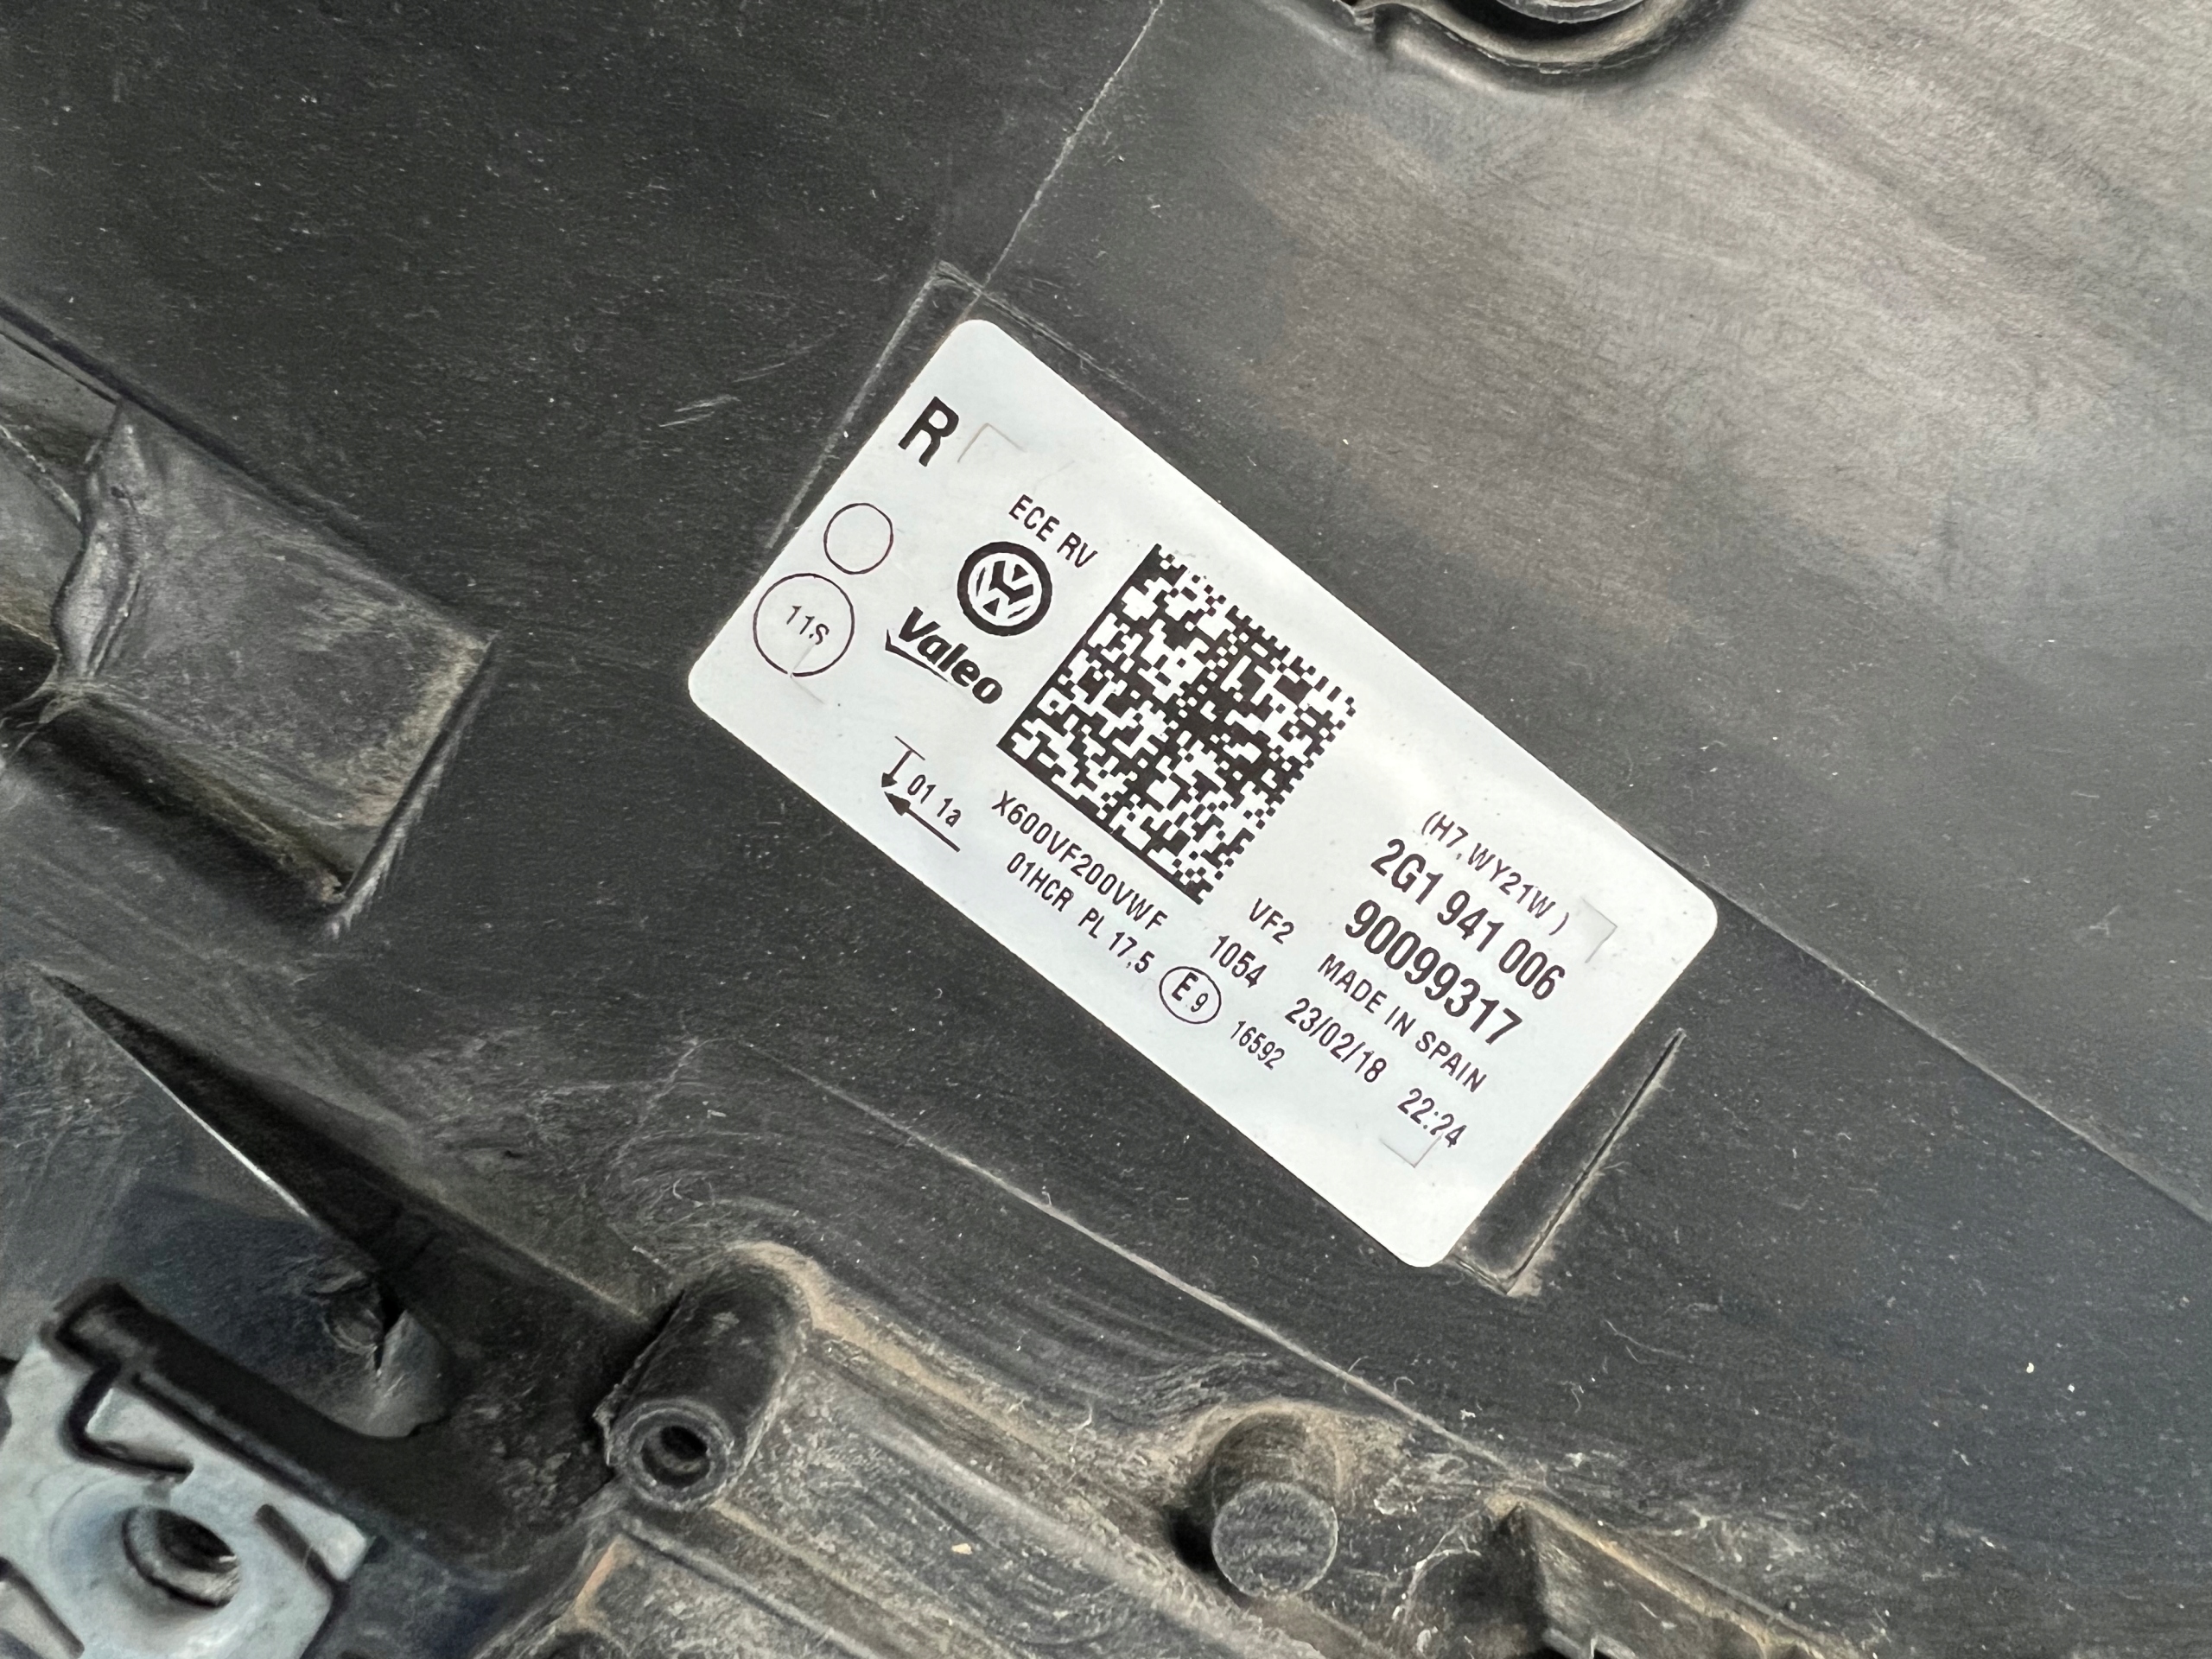 R
ECE RV
11S
Valeo
(H7,WY21W )
2G1 941 006
90099317
VF2 MADE IN SPAIN
X600VF200VWF 1054 23/02/18 22:24
01 1a
01HCR PL 17,5 E9 16592